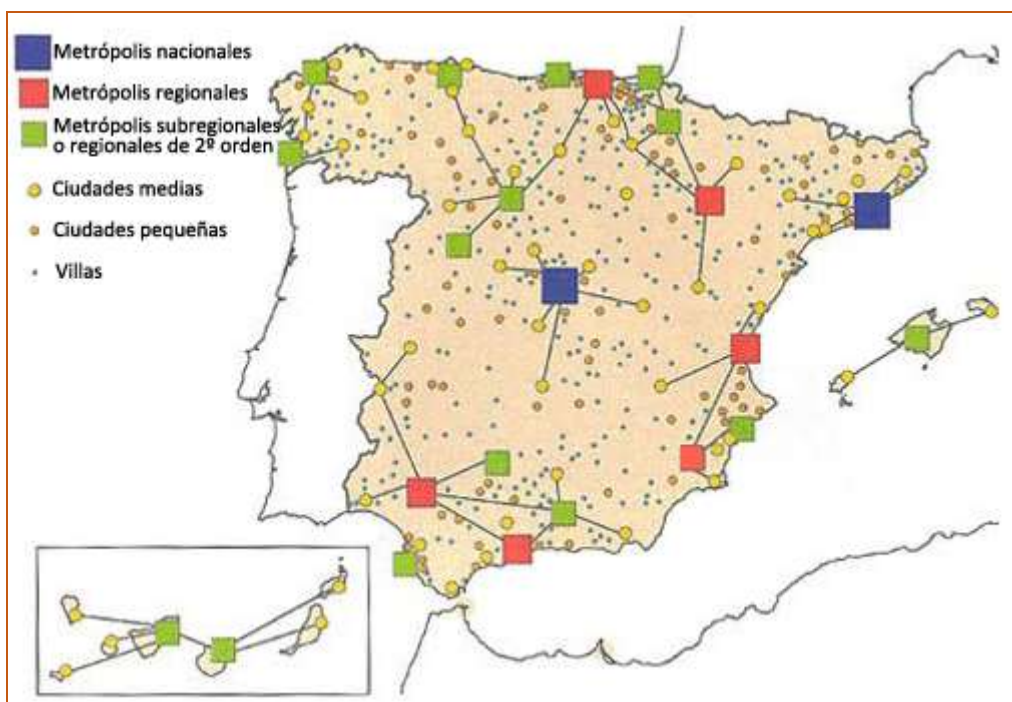 Metrópolis nacionales
Metrópolis regionales
Metrópolis subregionales
o regionales de 2º orden
Ciudades medias
Ciudades pequeñas
Villas